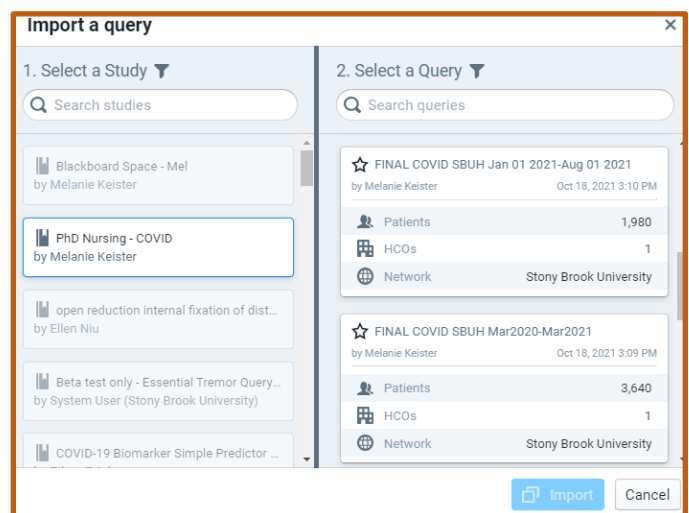 Import a query
1. Select a Study
Search studies
Blackboard Space - Mel
by Melanie Keister
PhD Nursing - COVID
by Melanie Keister
open reduction internal fixation of dist...
by Ellen Niu
Beta test only - Essential Tremor Query...
by System User (Stony Brook University)
COVID-19 Biomarker Simple Predictor ...
2. Select a Query
Search queries
FINAL COVID SBUH Jan 01 2021-Aug 01 2021
by Melanie Keister Oct 18, 2021 3:10 PM
Patients 1,980
HCOs 1
Network Stony Brook University
FINAL COVID SBUH Mar2020-Mar2021
by Melanie Keister Oct 18, 2021 3:09 PM
Patients 3,640
HCOs 1
Network Stony Brook University
Import Cancel